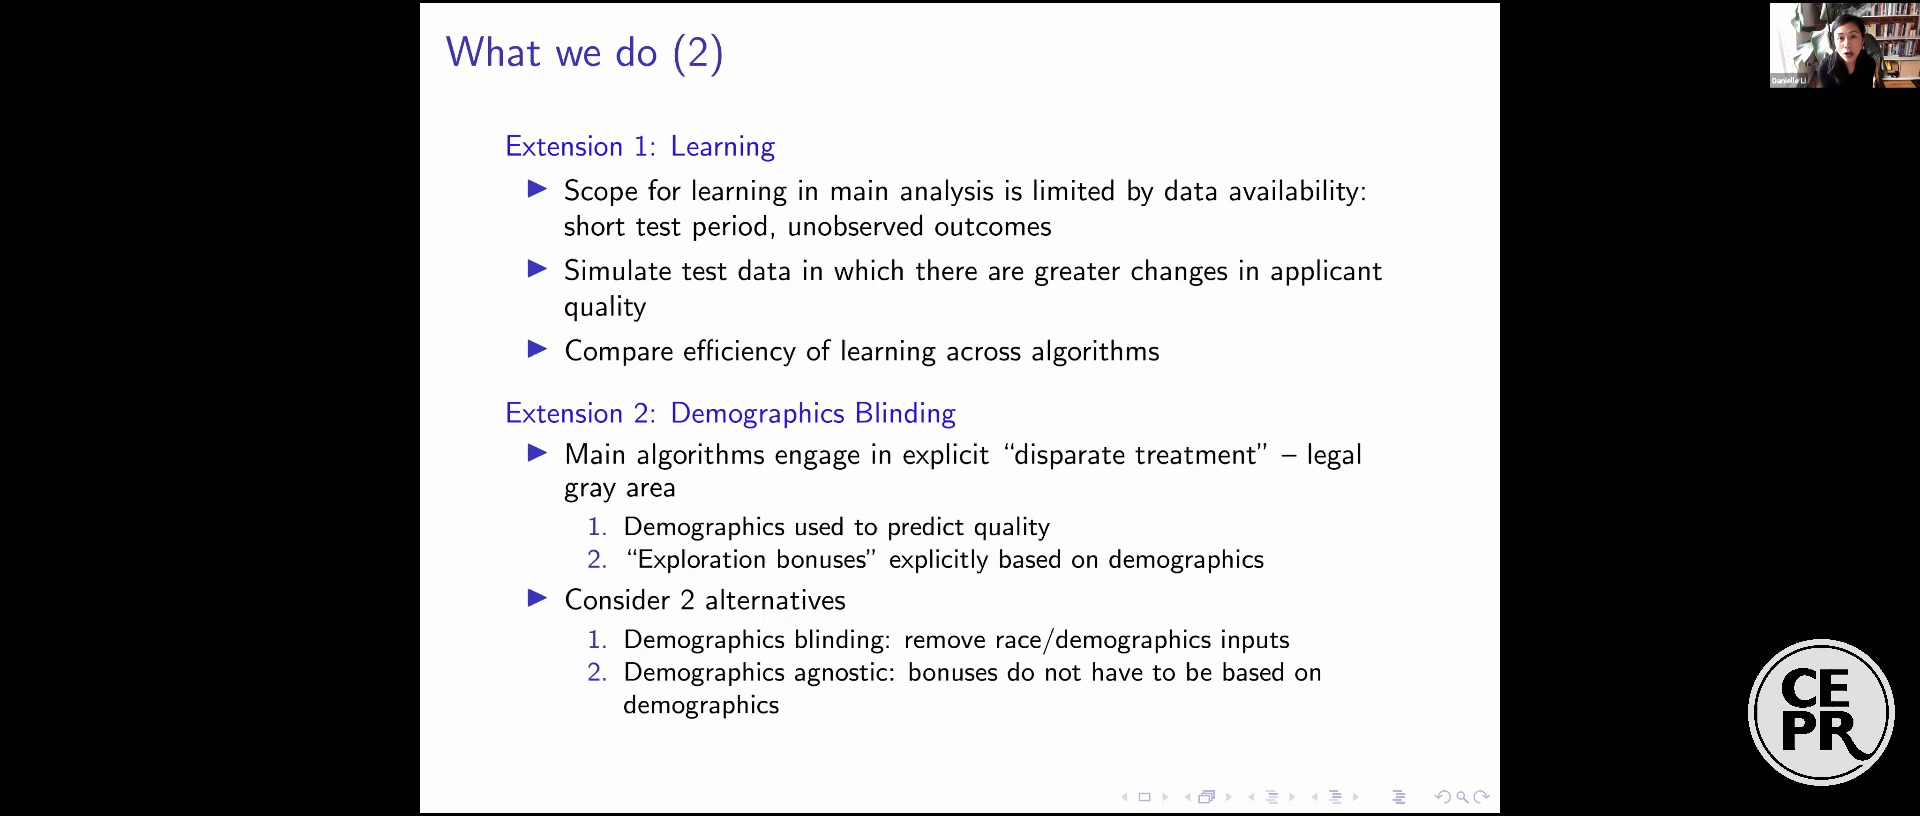 What we do (2)
Danielle Li
Extension 1: Learning
Scope for learning in main analysis is limited by data availability:
short test period, unobserved outcomes
Simulate test data in which there are greater changes in applicant
quality
Compare efficiency of learning across algorithms
Extension 2: Demographics Blinding
Main algorithms engage in explicit “disparate treatment” – legal
gray area
1. Demographics used to predict quality
2. “Exploration bonuses” explicitly based on demographics
Consider 2 alternatives
1. Demographics blinding: remove race/demographics inputs
2. Demographics agnostic: bonuses do not have to be based on
demographics
CE
PR